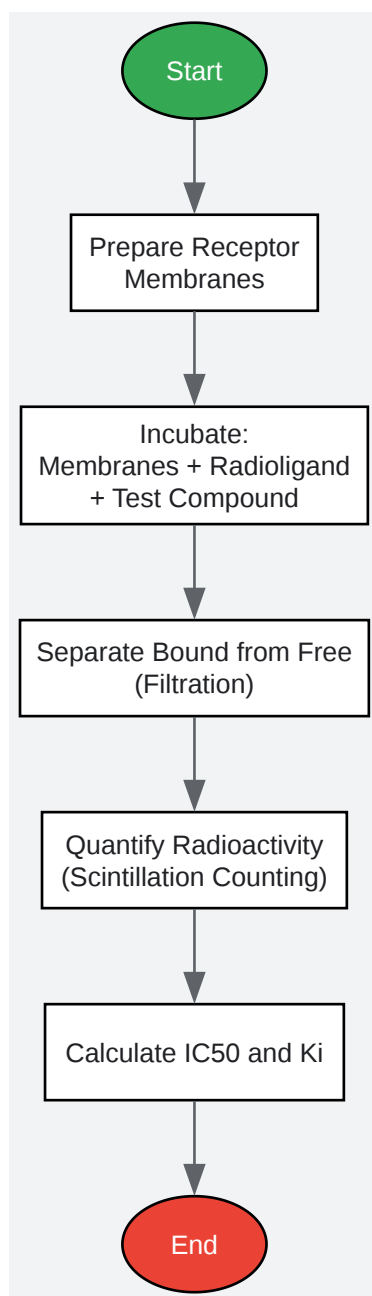 Start
Prepare Receptor
Membranes
Incubate:
Membranes + Radioligand
+ Test Compound
Separate Bound from Free
(Filtration)
Quantify Radioactivity
(Scintillation Counting)
Calculate IC50 and Ki
End